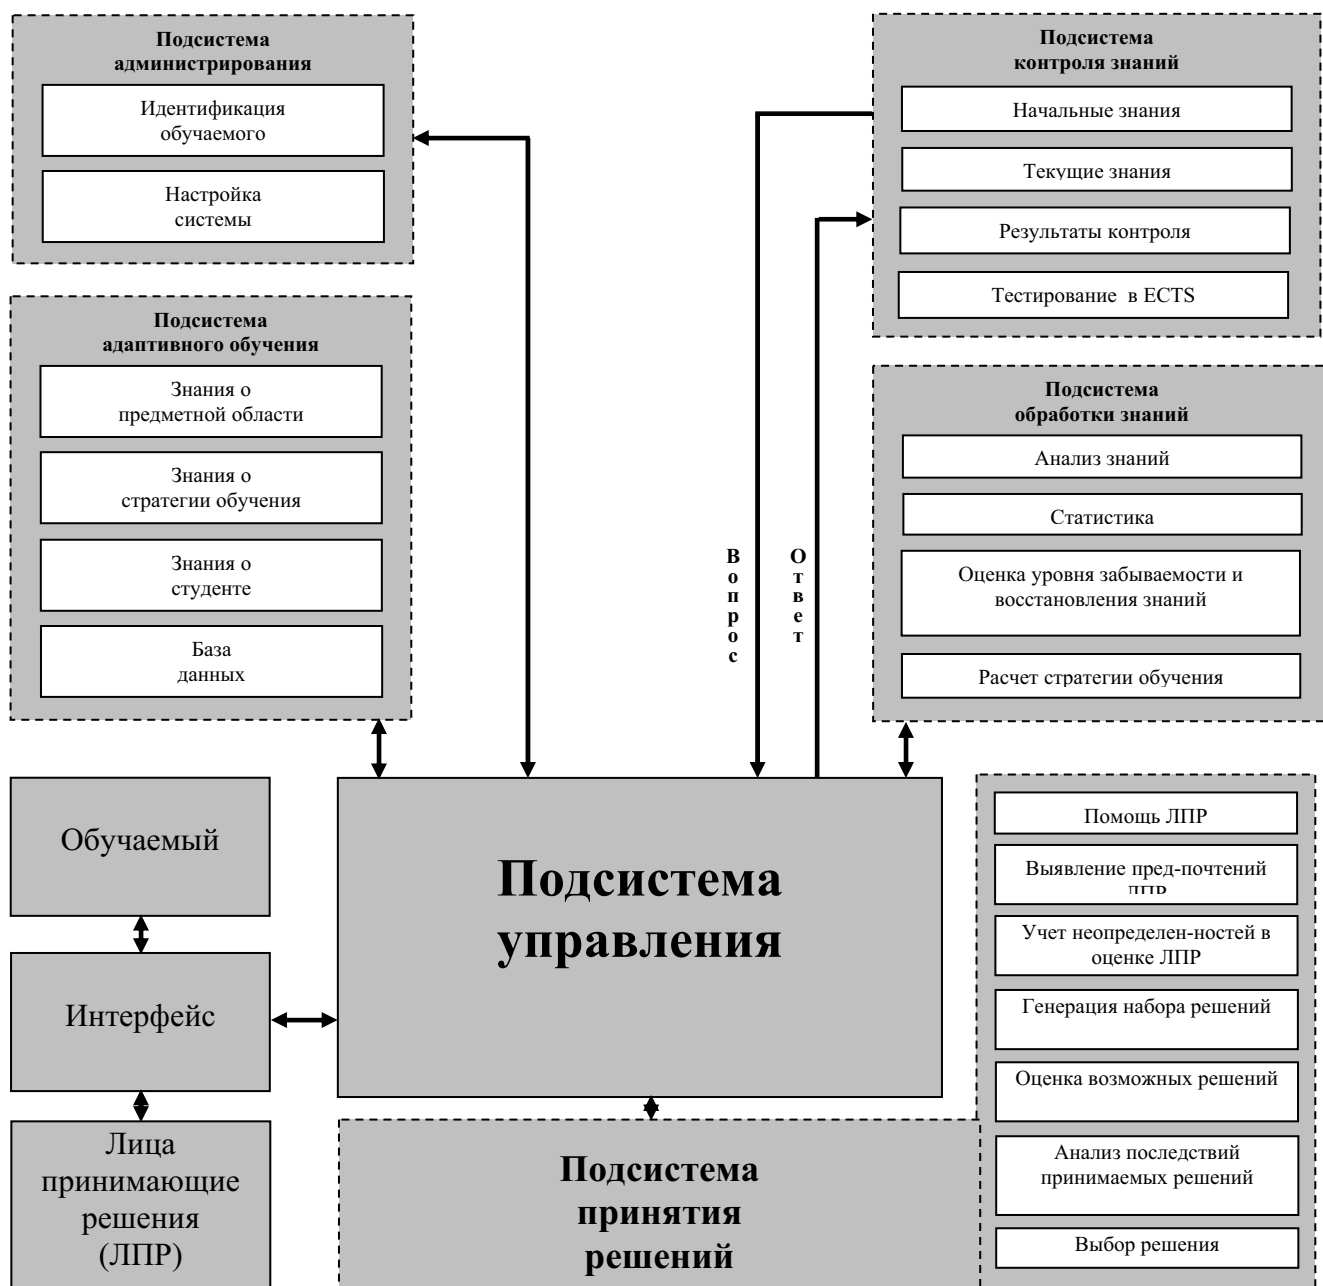 Подсистема
администрирования
Идентификация
обучаемого
Настройка
системы
Подсистема
адаптивного обучения
Знания о
предметной области
Знания о
стратегии обучения
Знания о
студенте
База
данных
Подсистема
контроля знаний
Начальные знания
Текущие знания
Результаты контроля
Тестирование в ECTS
Подсистема
обработки знаний
Анализ знаний
Статистика
Оценка уровня забываемости и
восстановления знаний
Расчет стратегии обучения
Вопрос
Ответ
Обучаемый
Интерфейс
Лица
принимающие
решения
(ЛПР)
Подсистема
управления
Подсистема
принятия
решений
Помощь ЛПР
Выявление пред-почтений
ЛПР
Учет неопределен-ностей в
оценке ЛПР
Генерация набора решений
Оценка возможных решений
Анализ последствий
принимаемых решений
Выбор решения